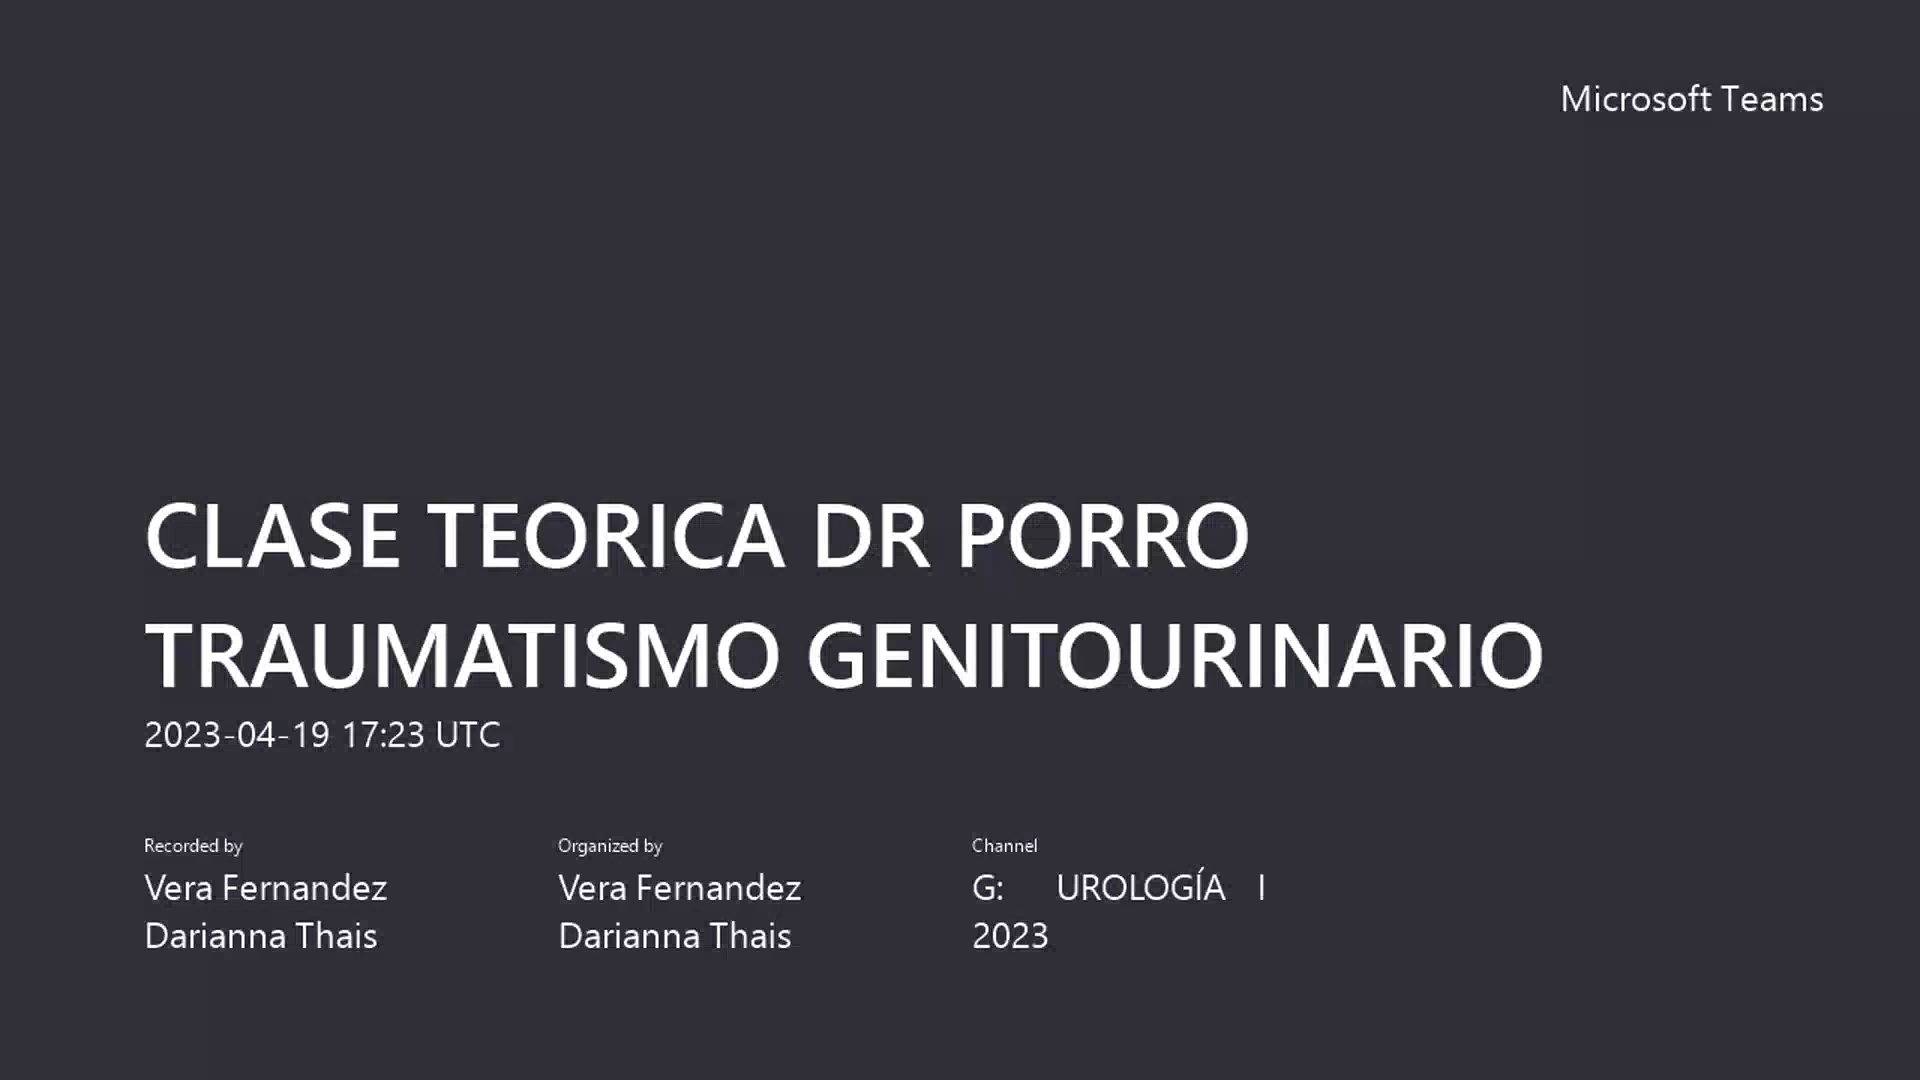 Microsoft Teams
CLASE TEORICA DR PORRO
TRAUMATISMO GENITOURINARIO
2023-04-19 17:23 UTC
Recorded by
Vera Fernandez
Darianna Thais
Organized by
Vera Fernandez
Darianna Thais
Channel
G: UROLOGÍA I
2023